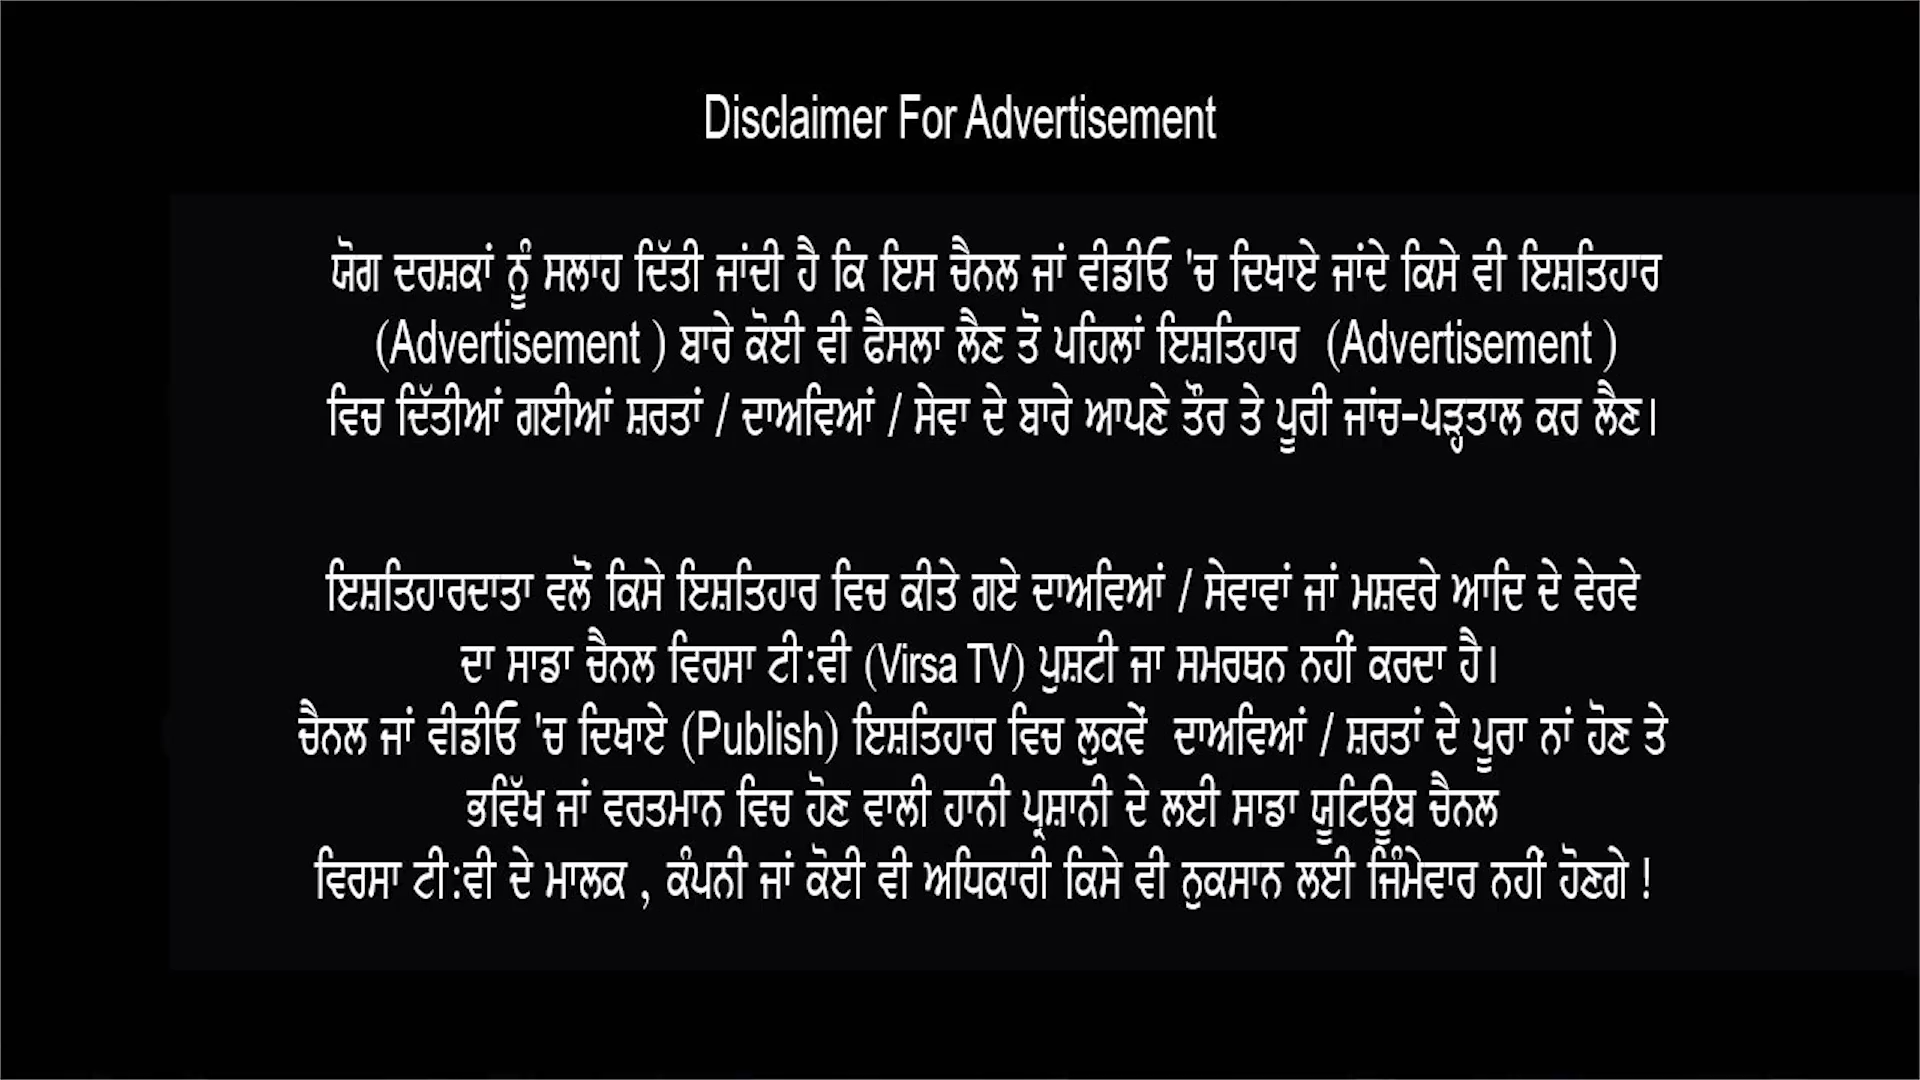 Disclaimer For Advertisement
ਯੋਗ ਦਰਸ਼ਕਾਂ ਨੂੰ ਸਲਾਹ ਦਿੱਤੀ ਜਾਂਦੀ ਹੈ ਕਿ ਇਸ ਚੈਨਲ ਜਾਂ ਵੀਡੀਓ 'ਚ ਦਿਖਾਏ ਜਾਂਦੇ ਕਿਸੇ ਵੀ ਇਸ਼ਤਿਹਾਰ
(Advertisement ) ਬਾਰੇ ਕੋਈ ਵੀ ਫੈਸਲਾ ਲੈਣ ਤੋਂ ਪਹਿਲਾਂ ਇਸ਼ਤਿਹਾਰ (Advertisement )
ਵਿਚ ਦਿੱਤੀਆਂ ਗਈਆਂ ਸ਼ਰਤਾਂ / ਦਾਅਵਿਆਂ / ਸੇਵਾ ਦੇ ਬਾਰੇ ਆਪਣੇ ਤੌਰ ਤੇ ਪੂਰੀ ਜਾਂਚ-ਪੜ੍ਹਤਾਲ ਕਰ ਲੈਣ।
ਇਸ਼ਤਿਹਾਰਦਾਤਾ ਵਲੋਂ ਕਿਸੇ ਇਸ਼ਤਿਹਾਰ ਵਿਚ ਕੀਤੇ ਗਏ ਦਾਅਵਿਆਂ / ਸੇਵਾਵਾਂ ਜਾਂ ਮਸ਼ਵਰੇ ਆਦਿ ਦੇ ਵੇਰਵੇ
ਦਾ ਸਾਡਾ ਚੈਨਲ ਵਿਰਸਾ ਟੀ:ਵੀ (Virsa TV) ਪੁਸ਼ਟੀ ਜਾ ਸਮਰਥਨ ਨਹੀਂ ਕਰਦਾ ਹੈ।
ਚੈਨਲ ਜਾਂ ਵੀਡੀਓ 'ਚ ਦਿਖਾਏ (Publish) ਇਸ਼ਤਿਹਾਰ ਵਿਚ ਲੁਕਵੇਂ ਦਾਅਵਿਆਂ / ਸ਼ਰਤਾਂ ਦੇ ਪੂਰਾ ਨਾਂ ਹੋਣ ਤੇ
ਭਵਿੱਖ ਜਾਂ ਵਰਤਮਾਨ ਵਿਚ ਹੋਣ ਵਾਲੀ ਹਾਨੀ ਪ੍ਰਸ਼ਾਨੀ ਦੇ ਲਈ ਸਾਡਾ ਯੂਟਿਊਬ ਚੈਨਲ
ਵਿਰਸਾ ਟੀ:ਵੀ ਦੇ ਮਾਲਕ , ਕੰਪਨੀ ਜਾਂ ਕੋਈ ਵੀ ਅਧਿਕਾਰੀ ਕਿਸੇ ਵੀ ਨੁਕਸਾਨ ਲਈ ਜਿੰਮੇਵਾਰ ਨਹੀਂ ਹੋਣਗੇ !